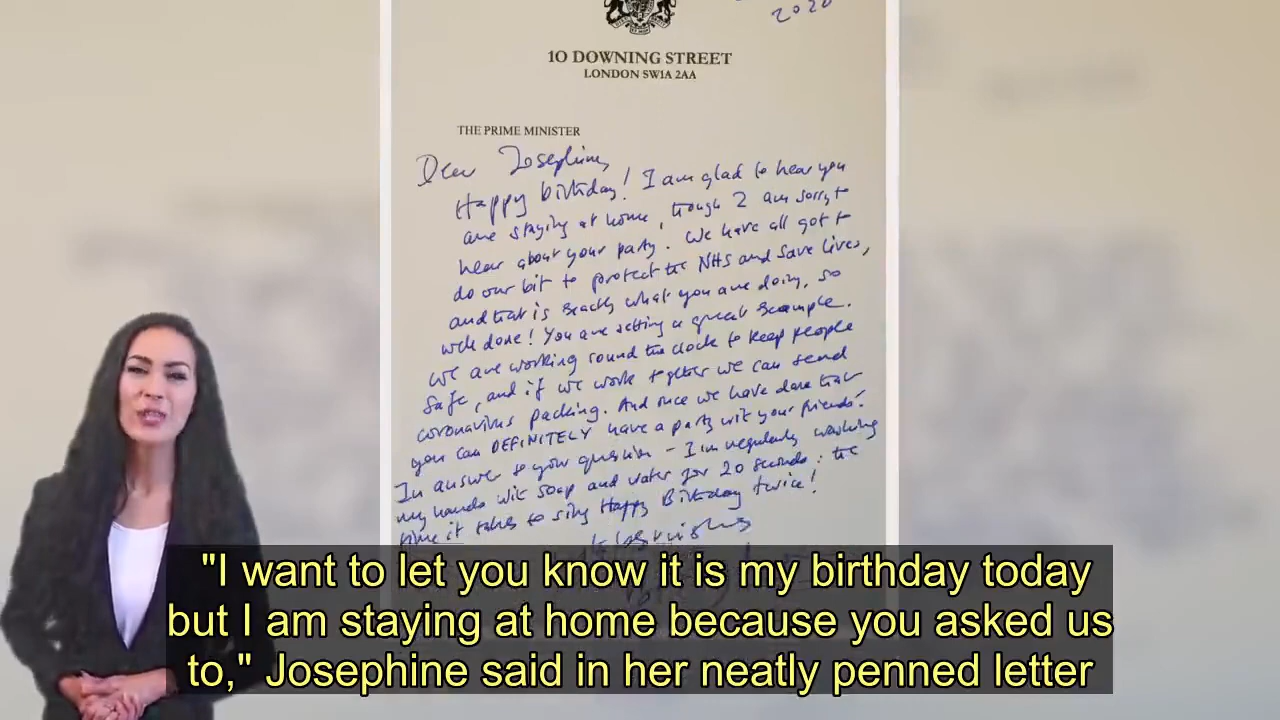 2020
10 DOWNING STREET
LONDON SW1A 2AA
THE PRIME MINISTER
Dear Josephine,
Happy birthday! I am glad to hear you
are staying at home, though I am sorry to
hear about your party. We have all got to
do our bit to protect the NHS and save lives,
and that is exactly what you are doing, so
well done! You are setting a great example.
We are working round the clock to keep people
safe, and if we work together we can send
coronavirus packing. And once we have done that
you can DEFINITELY have a party with your friends!
In answer to your question - I'm regularly washing
my hands with soap and water for 20 seconds: the
time it takes to sing Happy Birthday twice!
"I want to let you know it is my birthday today
but I am staying at home because you asked us
to," Josephine said in her neatly penned letter